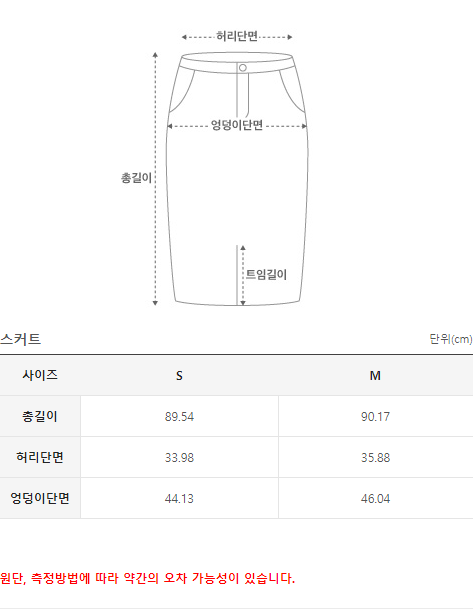 허리단면
엉덩이단면
총길이
트임길이
스커트 단위(cm)
사이즈 S M
총길이 89.54 90.17
허리단면 33.98 35.88
엉덩이단면 44.13 46.04
원단, 측정방법에 따라 약간의 오차 가능성이 있습니다.